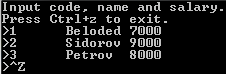 Input code, name and salary.
Press Ctrl+z to exit.
>1      Beloded 7000
>2      Sidorov 9000
>3      Petrov  8000
>^Z